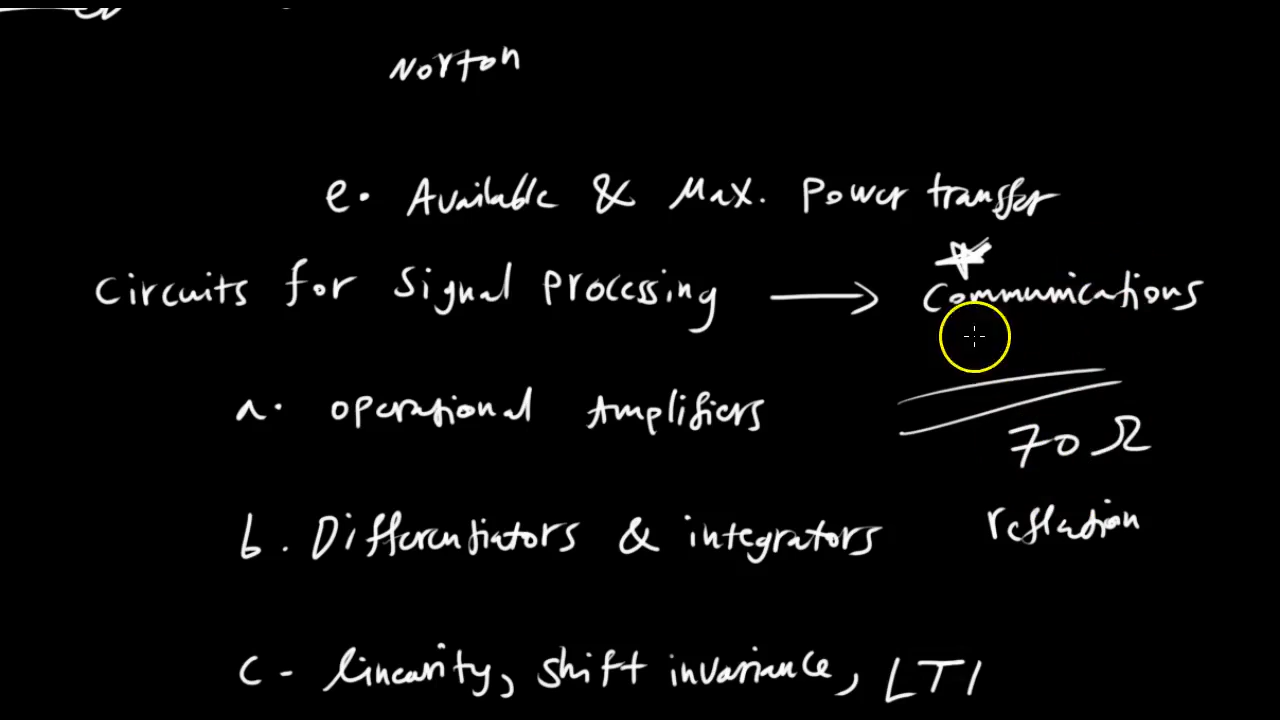 Norton
e. Available & Max. Power transfer
Circuits for Signal Processing → Communications
a. operational Amplifiers
70Ω
b. Differentiators & integrators
reflection
c - linearity, shift invariance, LTI